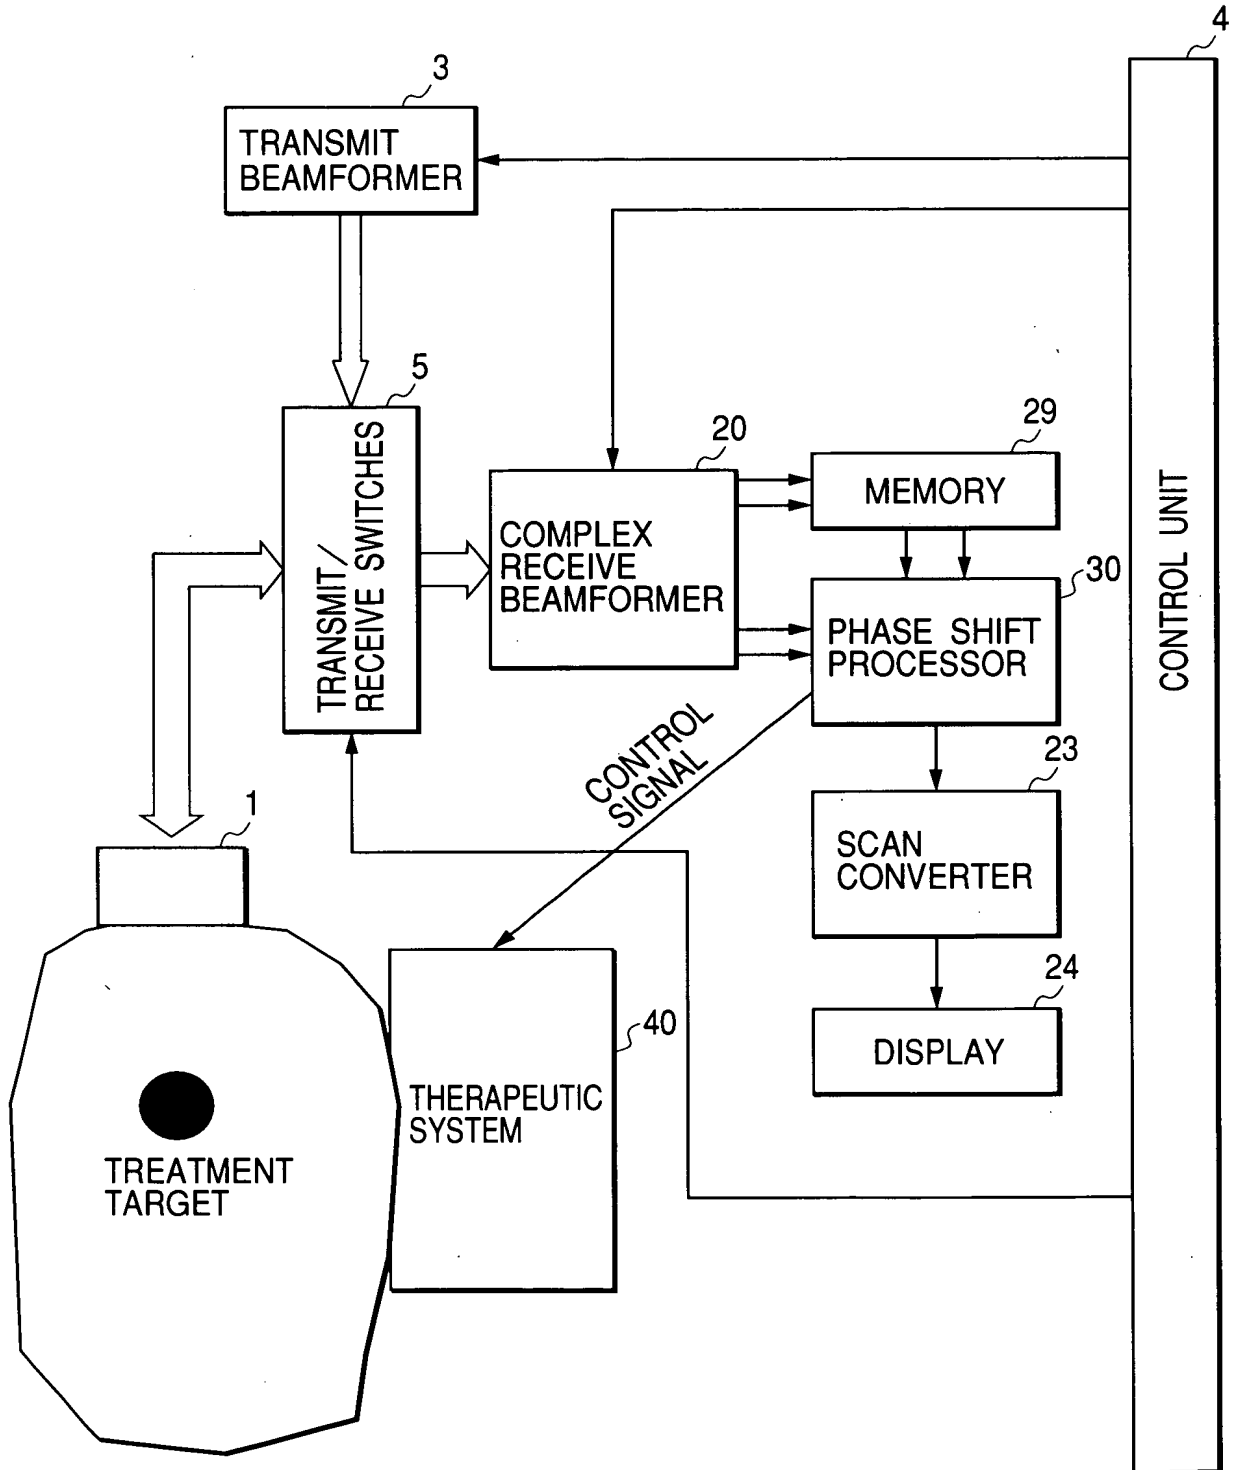 4
3
TRANSMIT
BEAMFORMER
5
TRANSMIT/
RECEIVE SWITCHES
20
COMPLEX
RECEIVE
BEAMFORMER
29
MEMORY
30
PHASE SHIFT
PROCESSOR
CONTROL UNIT
CONTROL
SIGNAL
23
SCAN
CONVERTER
1
24
DISPLAY
40
THERAPEUTIC
SYSTEM
TREATMENT
TARGET